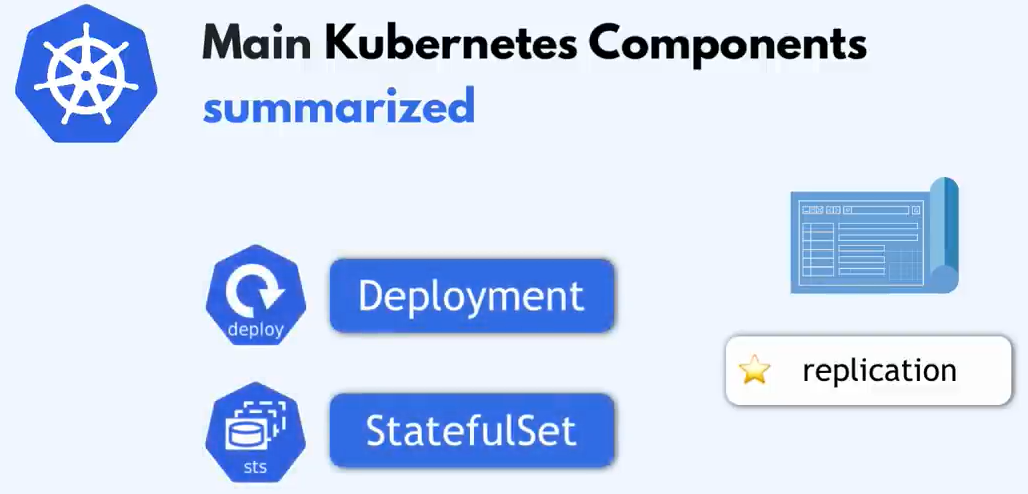 Main Kubernetes Components
summarized
deploy
Deployment
replication
sts
StatefulSet